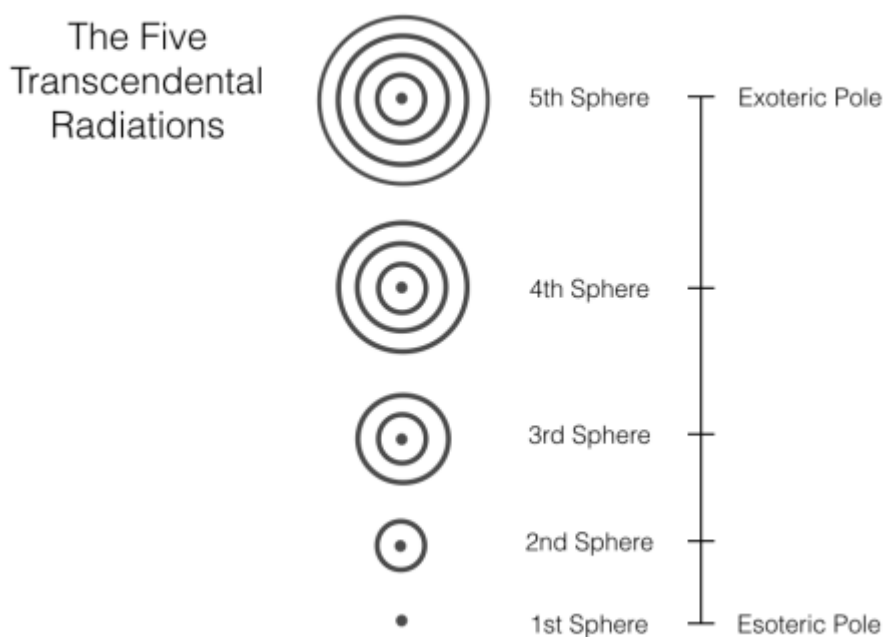 The Five
Transcendental
Radiations
5th Sphere Exoteric Pole
4th Sphere
3rd Sphere
2nd Sphere
1st Sphere Esoteric Pole